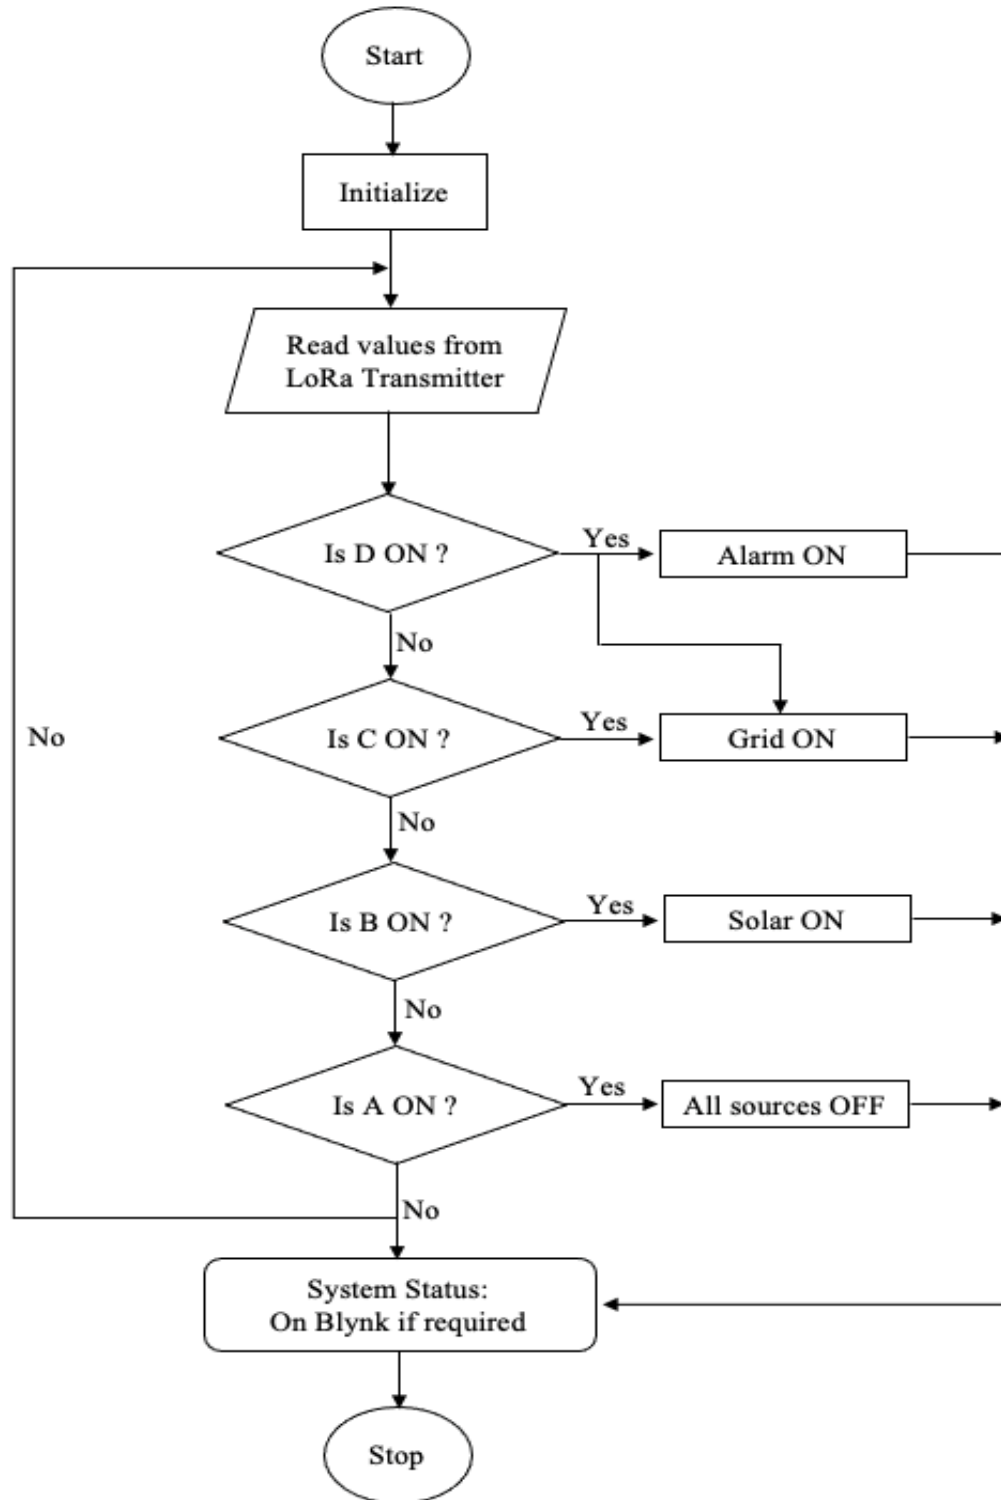 Start
Initialize
Read values from
LoRa Transmitter
Is D ON ?
Yes
Alarm ON
No
Is C ON ?
Yes
Grid ON
No
No
Is B ON ?
Yes
Solar ON
No
Is A ON ?
Yes
All sources OFF
No
System Status:
On Blynk if required
Stop